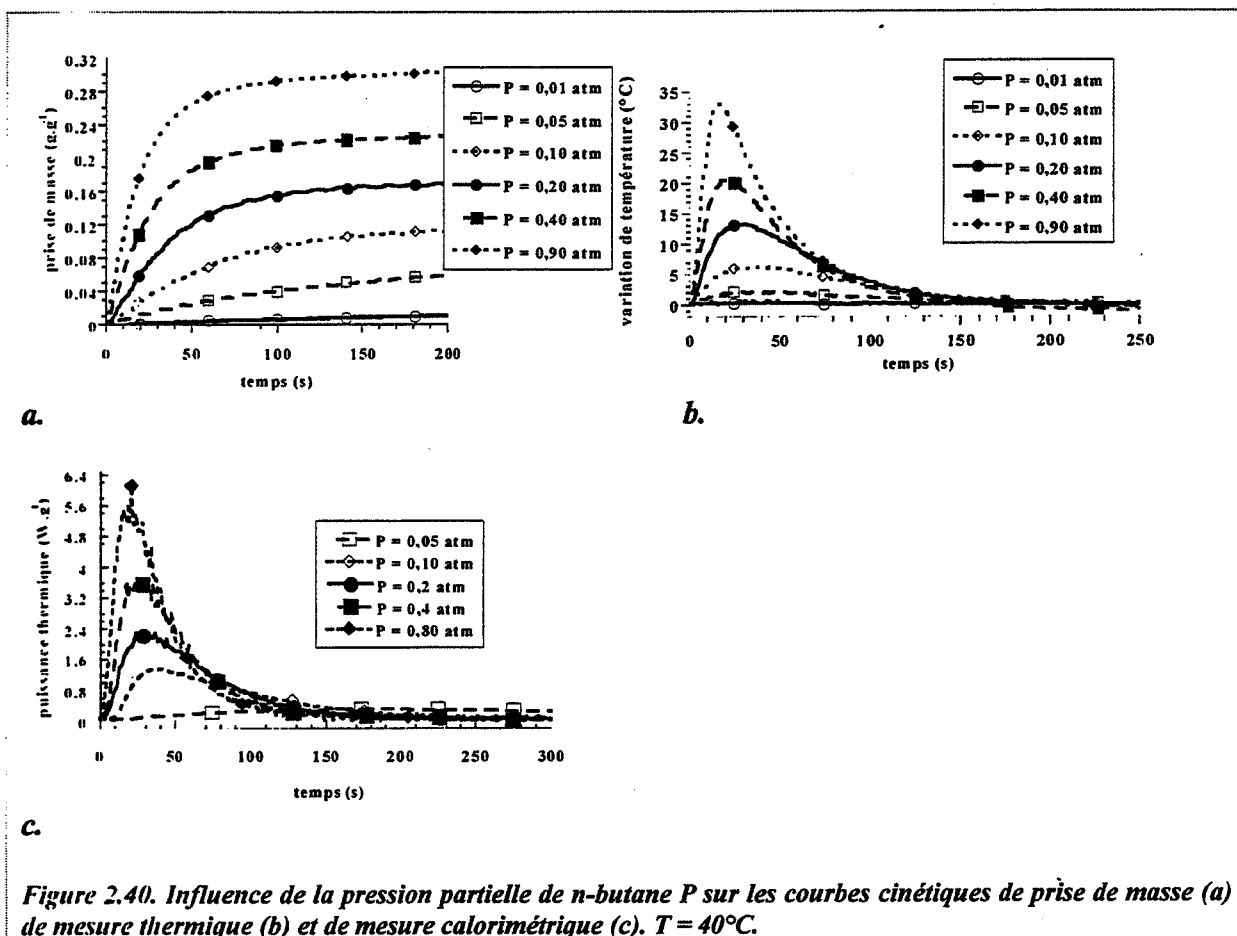 0.32
0.28
0.24
0.2
0.16
0.12
0.08
0.04
0
prise de masse (g.g⁻¹)
0 50 100 150 200
temps (s)
P = 0,01 atm
P = 0,05 atm
P = 0,10 atm
P = 0,20 atm
P = 0,40 atm
P = 0,90 atm
a.
35
30
25
20
15
10
5
0
variation de température (°C)
0 50 100 150 200 250
temps (s)
P = 0,01 atm
P = 0,05 atm
P = 0,10 atm
P = 0,20 atm
P = 0,40 atm
P = 0,90 atm
b.
6.4
5.6
4.8
4
3.2
2.4
1.6
0.8
0
puissance thermique (W.g⁻¹)
0 50 100 150 200 250 300
temps (s)
P = 0,05 atm
P = 0,10 atm
P = 0,2 atm
P = 0,4 atm
P = 0,80 atm
c.
Figure 2.40. Influence de la pression partielle de n-butane P sur les courbes cinétiques de prise de masse (a)
de mesure thermique (b) et de mesure calorimétrique (c). T = 40°C.